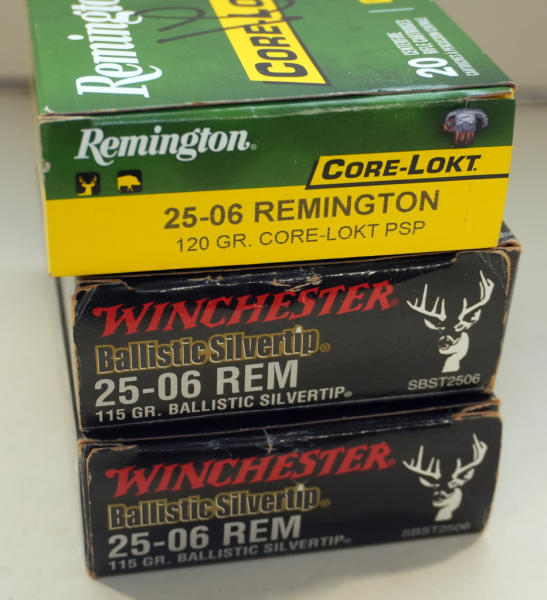 Remington
CORE-LOKT
20
Remington®
CORE-LOKT®
25-06 REMINGTON
120 GR. CORE-LOKT PSP
WINCHESTER®
Ballistic Silvertip®
25-06 REM
115 GR. BALLISTIC SILVERTIP®
SBST2506
WINCHESTER
Ballistic Silvertip®
25-06 REM
115 GR. BALLISTIC SILVERTIP®
SBST2506